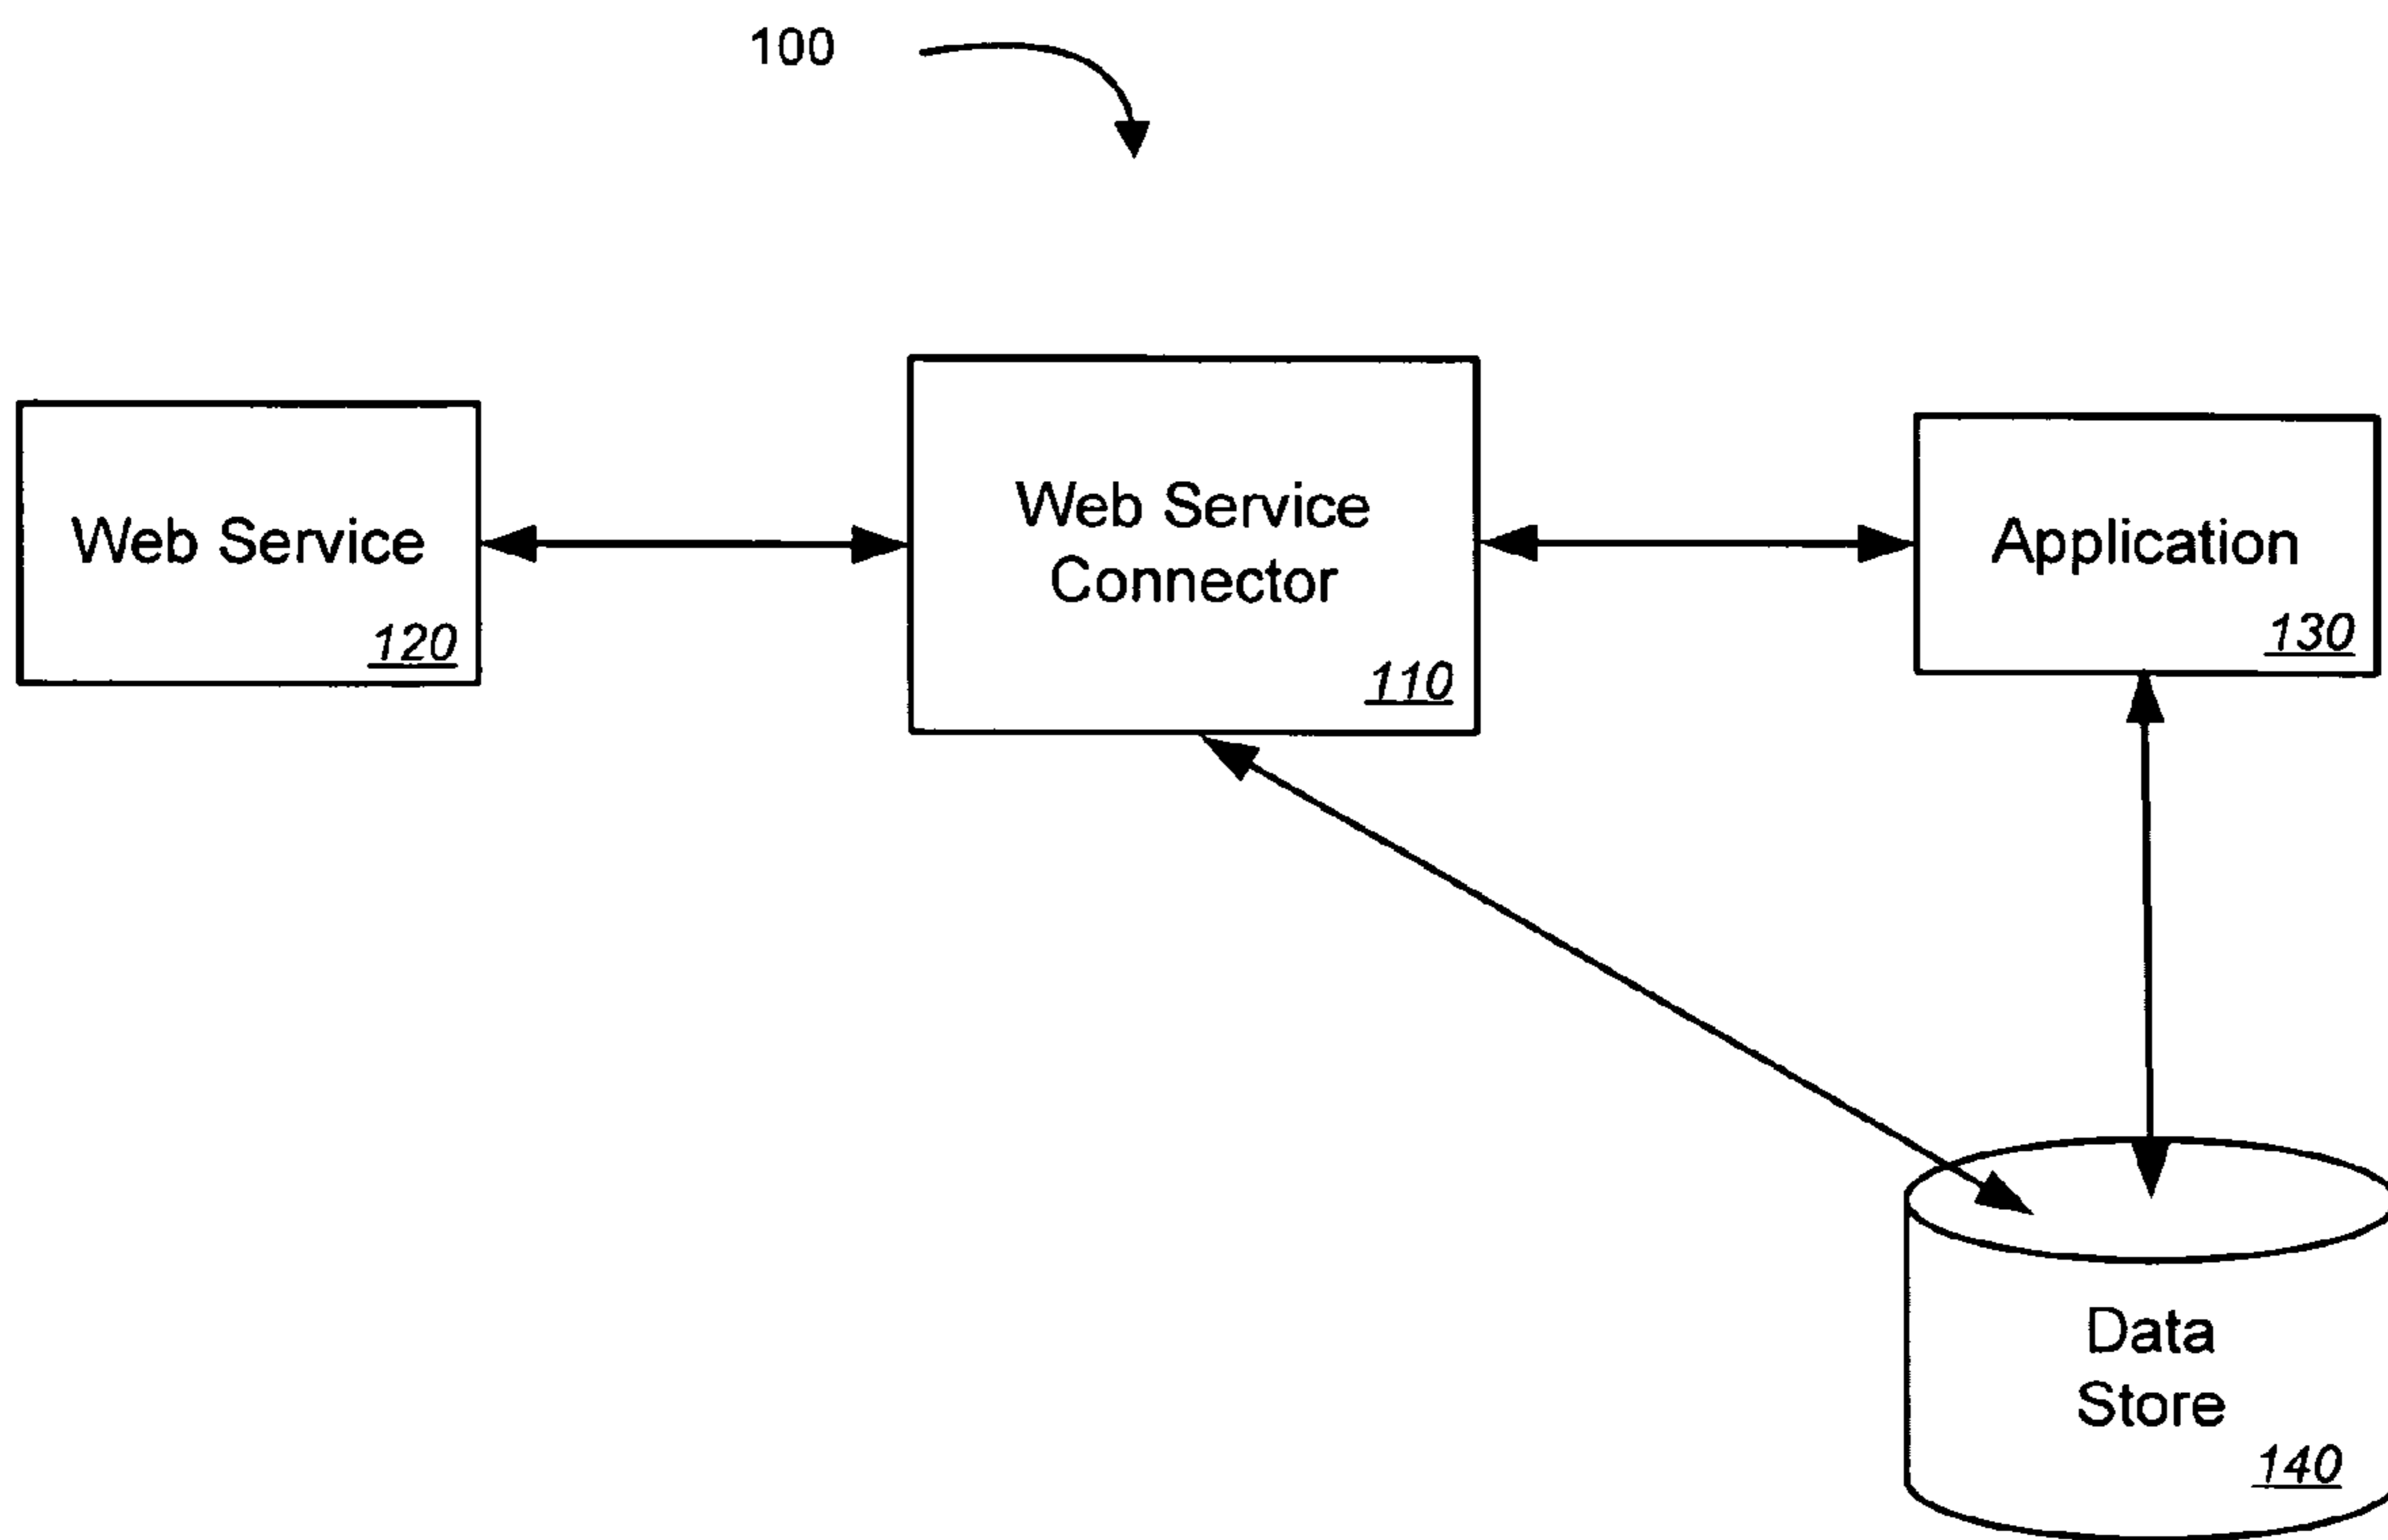 100
Web Service
120
Web Service
Connector
110
Application
130
Data
Store
140